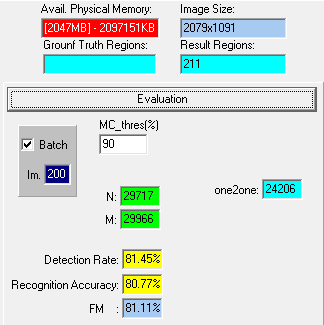 Avail. Physical Memory: Image Size:
[2047MB] - 2097151KB 2079x1091
Grounf Truth Regions: Result Regions:
211
Evaluation
MC_thres(%)
Batch 90
Im. 200
one2one: 24206
N: 29717
M: 29966
Detection Rate: 81.45%
Recognition Accuracy: 80.77%
FM : 81.11%